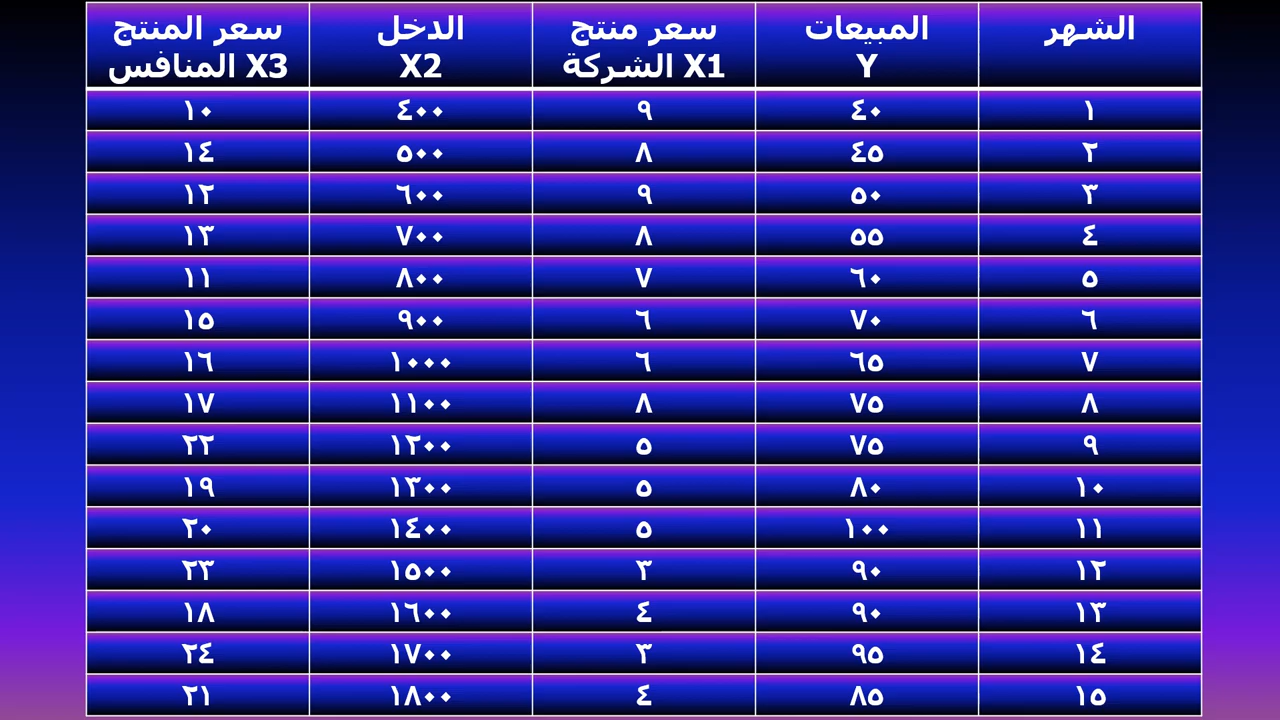 الشهر المبيعات Y سعر منتج الشركة X1 الدخل X2 سعر المنتج المنافس X3
١ ٤٠ ٩ ٤٠٠ ١٠
٢ ٤٥ ٨ ٥٠٠ ١٤
٣ ٥٠ ٩ ٦٠٠ ١٢
٤ ٥٥ ٨ ٧٠٠ ١٣
٥ ٦٠ ٧ ٨٠٠ ١١
٦ ٧٠ ٦ ٩٠٠ ١٥
٧ ٦٥ ٦ ١٠٠٠ ١٦
٨ ٧٥ ٨ ١١٠٠ ١٧
٩ ٧٥ ٥ ١٢٠٠ ٢٢
١٠ ٨٠ ٥ ١٣٠٠ ١٩
١١ ١٠٠ ٥ ١٤٠٠ ٢٠
١٢ ٩٠ ٣ ١٥٠٠ ٢٣
١٣ ٩٠ ٤ ١٦٠٠ ١٨
١٤ ٩٥ ٣ ١٧٠٠ ٢٤
١٥ ٨٥ ٤ ١٨٠٠ ٢١